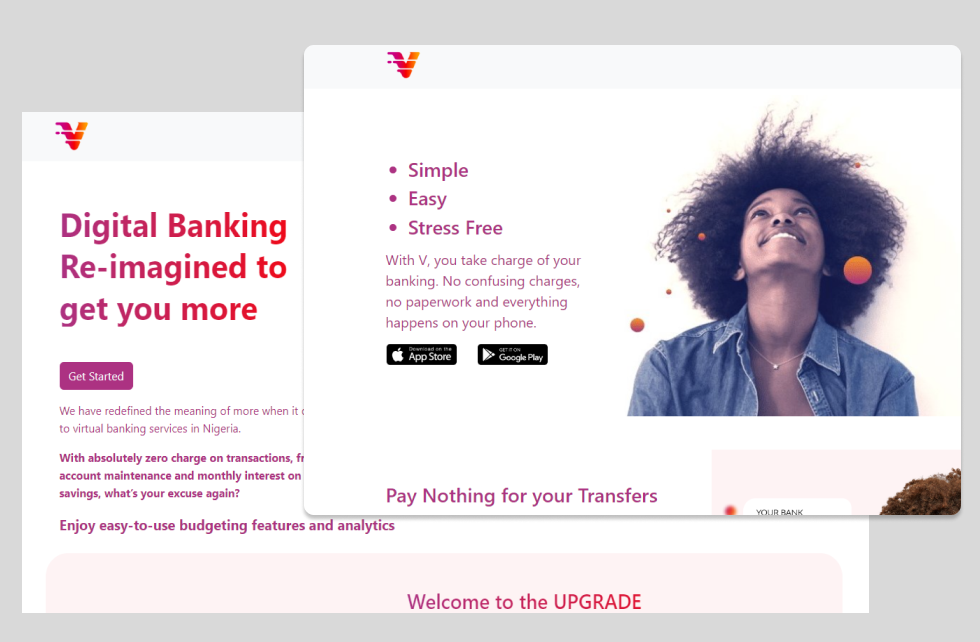 Digital Banking
Re-imagined to
get you more
Get Started
We have redefined the meaning of more when it
to virtual banking services in Nigeria.
With absolutely zero charge on transactions,
account maintenance and monthly interest on
savings, what's your excuse again?
Enjoy easy-to-use budgeting features and analytics
Welcome to the UPGRADE
Simple
Easy
Stress Free
With V, you take charge of your
banking. No confusing charges,
no paperwork and everything
happens on your phone.
Download on the
App Store
GET IT ON
Google Play
Pay Nothing for your Transfers
YOUR BANK